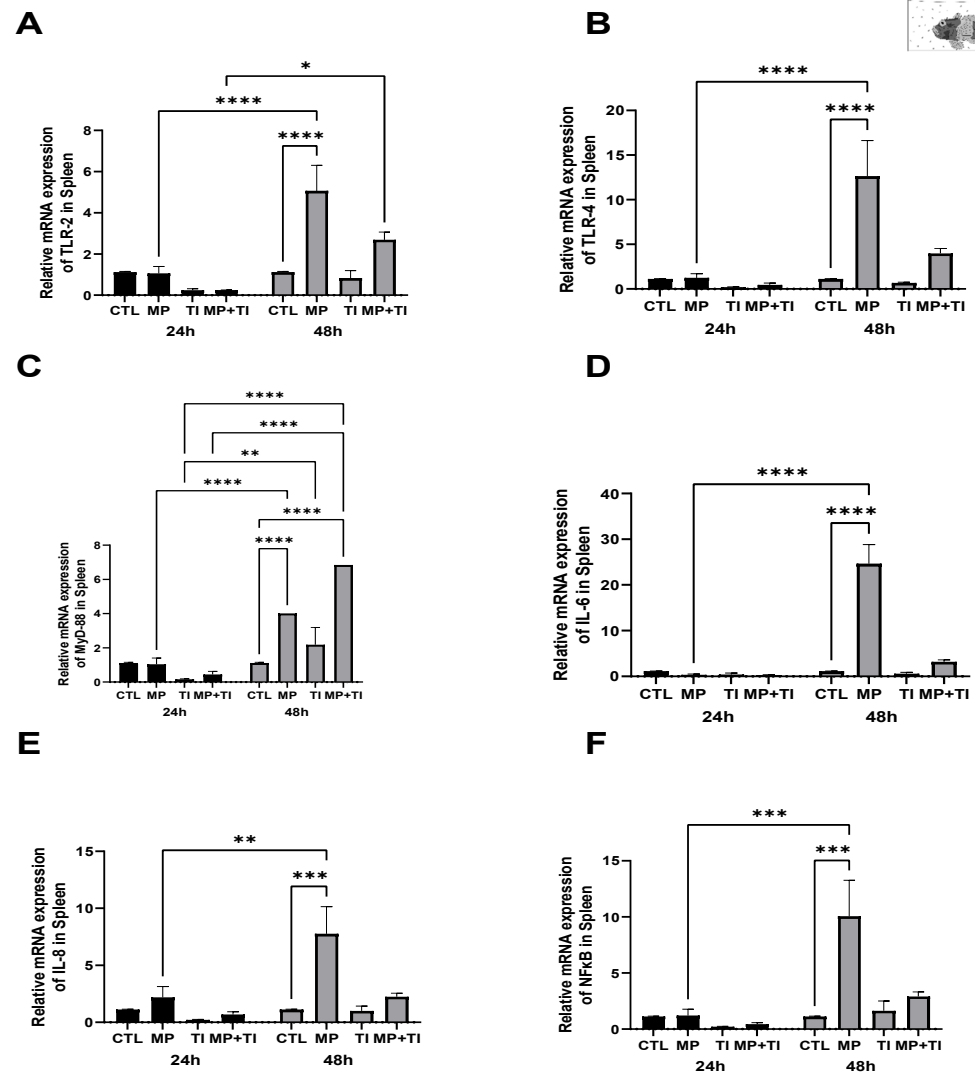 A
Relative mRNA expression
of TLR-2 in Spleen
*
****
****
8
6
4
2
0
CTL MP TI MP+TI CTL MP TI MP+TI
24h 48h
B
Relative mRNA expression
of TLR-4 in Spleen
****
****
20
15
10
5
0
CTL MP TI MP+TI CTL MP TI MP+TI
24h 48h
C
Relative mRNA expression
of MyD-88 in Spleen
****
****
**
****
****
****
8
6
4
2
0
CTL MP TI MP+TI CTL MP TI MP+TI
24h 48h
D
Relative mRNA expression
of IL-6 in Spleen
****
****
40
30
20
10
0
CTL MP TI MP+TI CTL MP TI MP+TI
24h 48h
E
Relative mRNA expression
of IL-8 in Spleen
**
***
15
10
5
0
CTL MP TI MP+TI CTL MP TI MP+TI
24h 48h
F
Relative mRNA expression
of NFκB in Spleen
***
***
15
10
5
0
CTL MP TI MP+TI CTL MP TI MP+TI
24h 48h